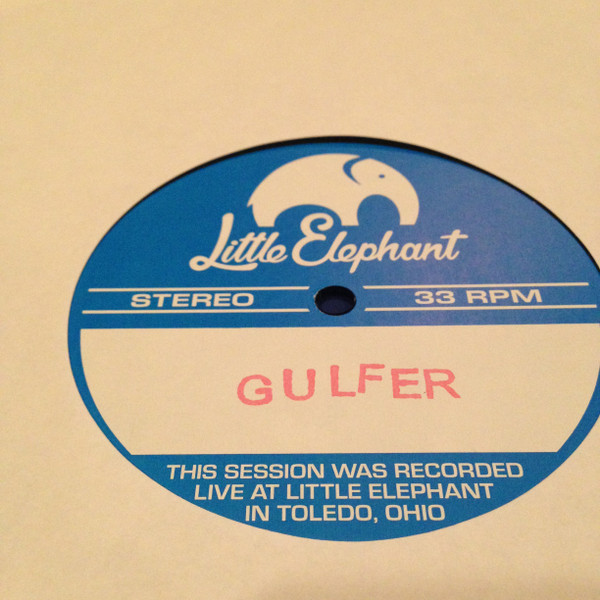 Little Elephant
STEREO 33 RPM
GULFER
THIS SESSION WAS RECORDED
LIVE AT LITTLE ELEPHANT
IN TOLEDO, OHIO